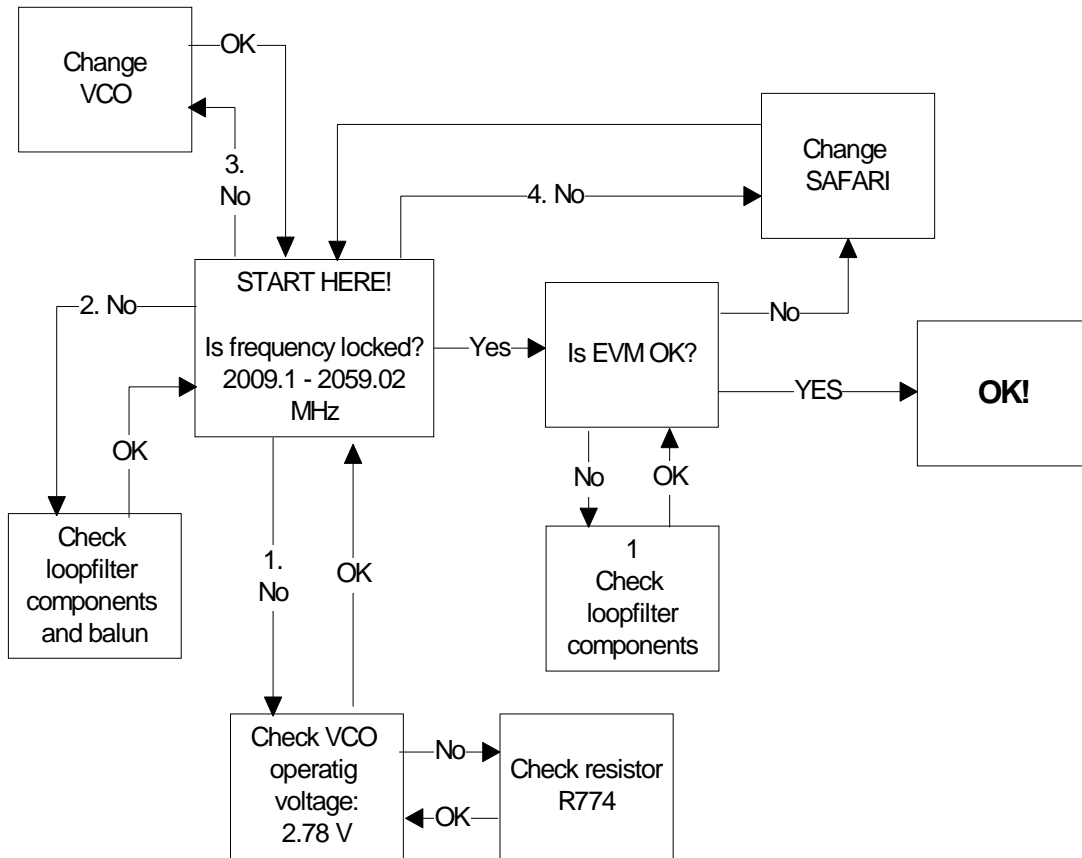 Change
VCO
OK
3.
No
Change
SAFARI
4. No
START HERE!
Is frequency locked?
2009.1 - 2059.02
MHz
2. No
Yes
Is EVM OK?
No
YES
OK!
OK
No
OK
Check
loopfilter
components
and balun
1.
No
OK
1
Check
loopfilter
components
Check VCO
operatig
voltage:
2.78 V
No
OK
Check resistor
R774